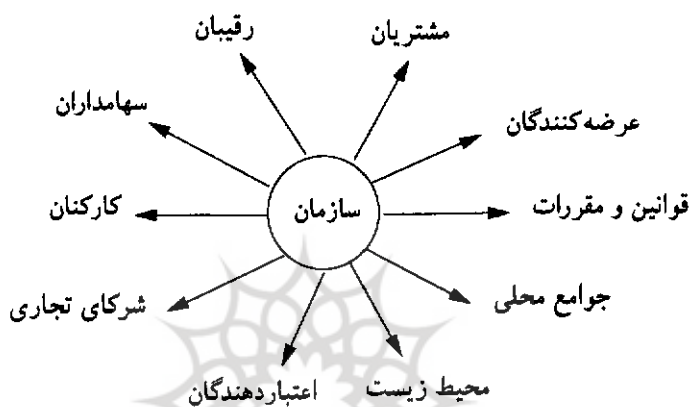 مشتریان
رقیبان
عرضه‌کنندگان
سهامداران
سازمان
قوانین و مقررات
کارکنان
جوامع محلی
شرکای تجاری
محیط زیست
اعتباردهندگان